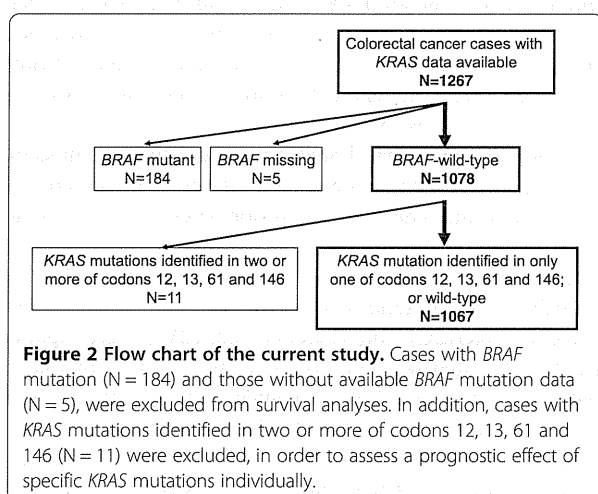 Colorectal cancer cases with
KRAS data available
N=1267
BRAF mutant
N=184
BRAF missing
N=5
BRAF-wild-type
N=1078
KRAS mutations identified in two or
more of codons 12, 13, 61 and 146
N=11
KRAS mutation identified in only
one of codons 12, 13, 61 and 146;
or wild-type
N=1067
Figure 2 Flow chart of the current study. Cases with BRAF
mutation (N = 184) and those without available BRAF mutation data
(N = 5), were excluded from survival analyses. In addition, cases with
KRAS mutations identified in two or more of codons 12, 13, 61 and
146 (N = 11) were excluded, in order to assess a prognostic effect of
specific KRAS mutations individually.